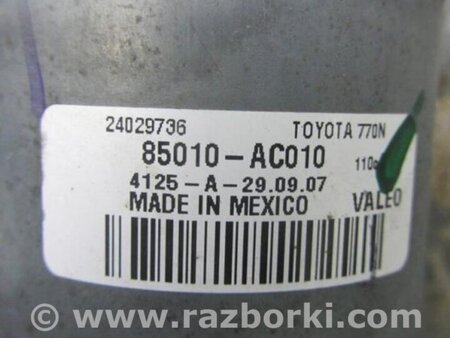 24029736 TOYOTA 770N
85010-AC010
4125-A-29.09.07
MADE IN MEXICO VALEO
www.razborki.com